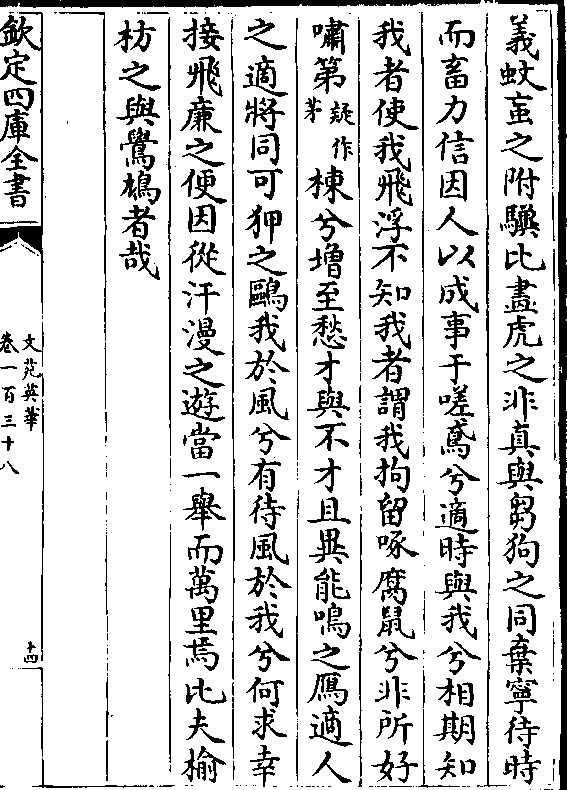 義蚊䖟之附驥比畫虎之非真與芻狗之同棄寧待時
而畜力信因人以成事于嗟鳶兮適時與我兮相期知
我者使我飛浮不知我者謂我拘留啄腐鼠兮非所好
嘯第疑作茅棟兮増至愁才與不才且異能鳴之鴈適人
之適將同可狎之鷗我於風兮有待風於我兮何求幸
接飛廉之便因從汗漫之遊當一舉而萬里焉比夫榆
枋之與鷽鳩者哉
欽定四庫全書
文苑英華
卷一百三十八
十四